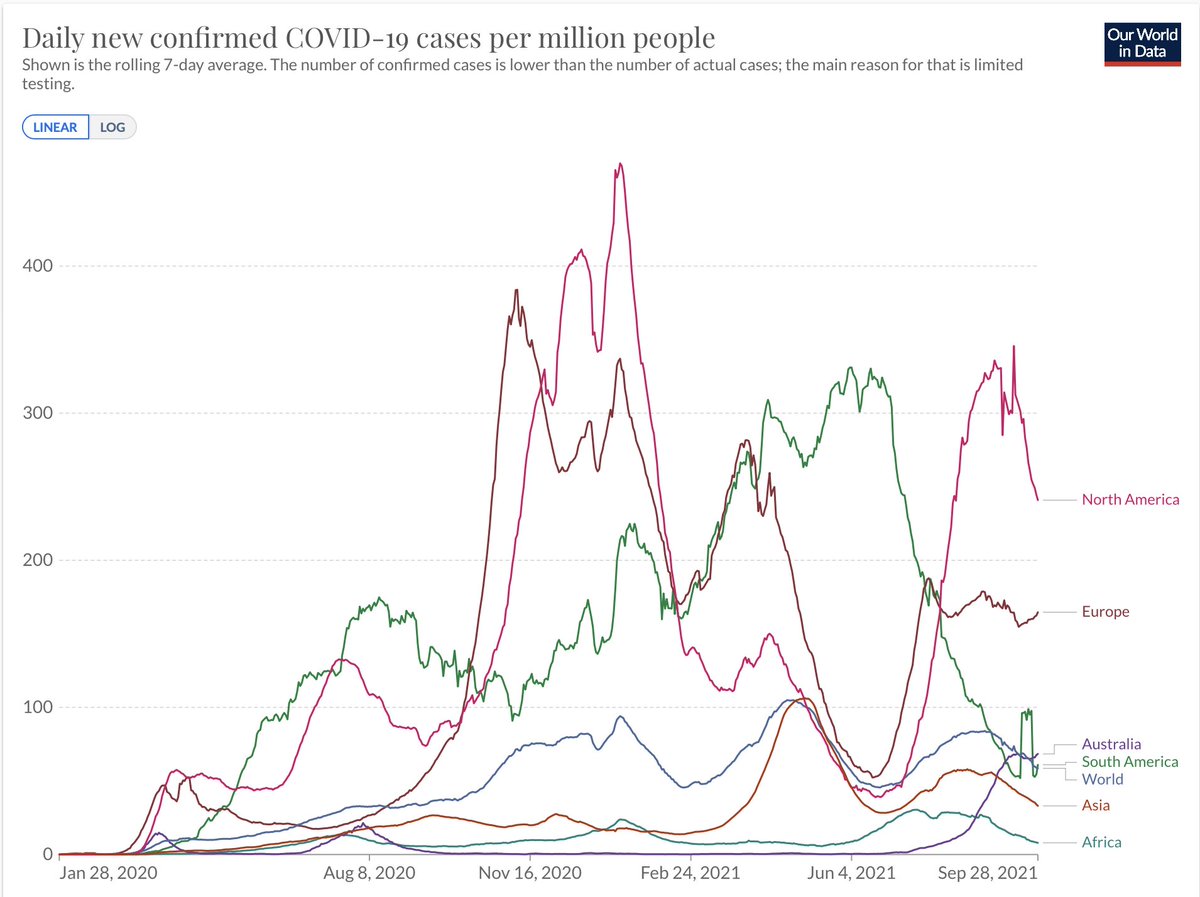 Daily new confirmed COVID-19 cases per million people
Shown is the rolling 7-day average. The number of confirmed cases is lower than the number of actual cases; the main reason for that is limited
testing.
Our World
in Data
LINEAR
LOG
400
300
200
100
0
North America
Europe
Australia
South America
World
Asia
Africa
Jan 28, 2020
Aug 8, 2020
Nov 16, 2020
Feb 24, 2021
Jun 4, 2021
Sep 28, 2021